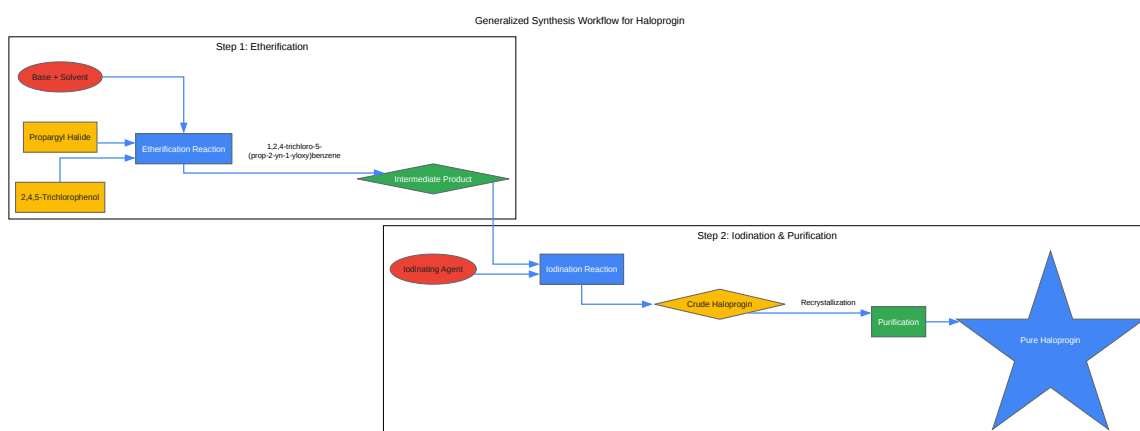 Generalized Synthesis Workflow for Haloprogin
Step 1: Etherification
Base + Solvent
Propargyl Halide
Etherification Reaction
1,2,4-trichloro-5-
(prop-2-yn-1-yloxy)benzene
Intermediate Product
2,4,5-Trichlorophenol
Step 2: Iodination & Purification
Iodinating Agent
Iodination Reaction
Crude Haloprogin
Recrystallization
Purification
Pure Haloprogin